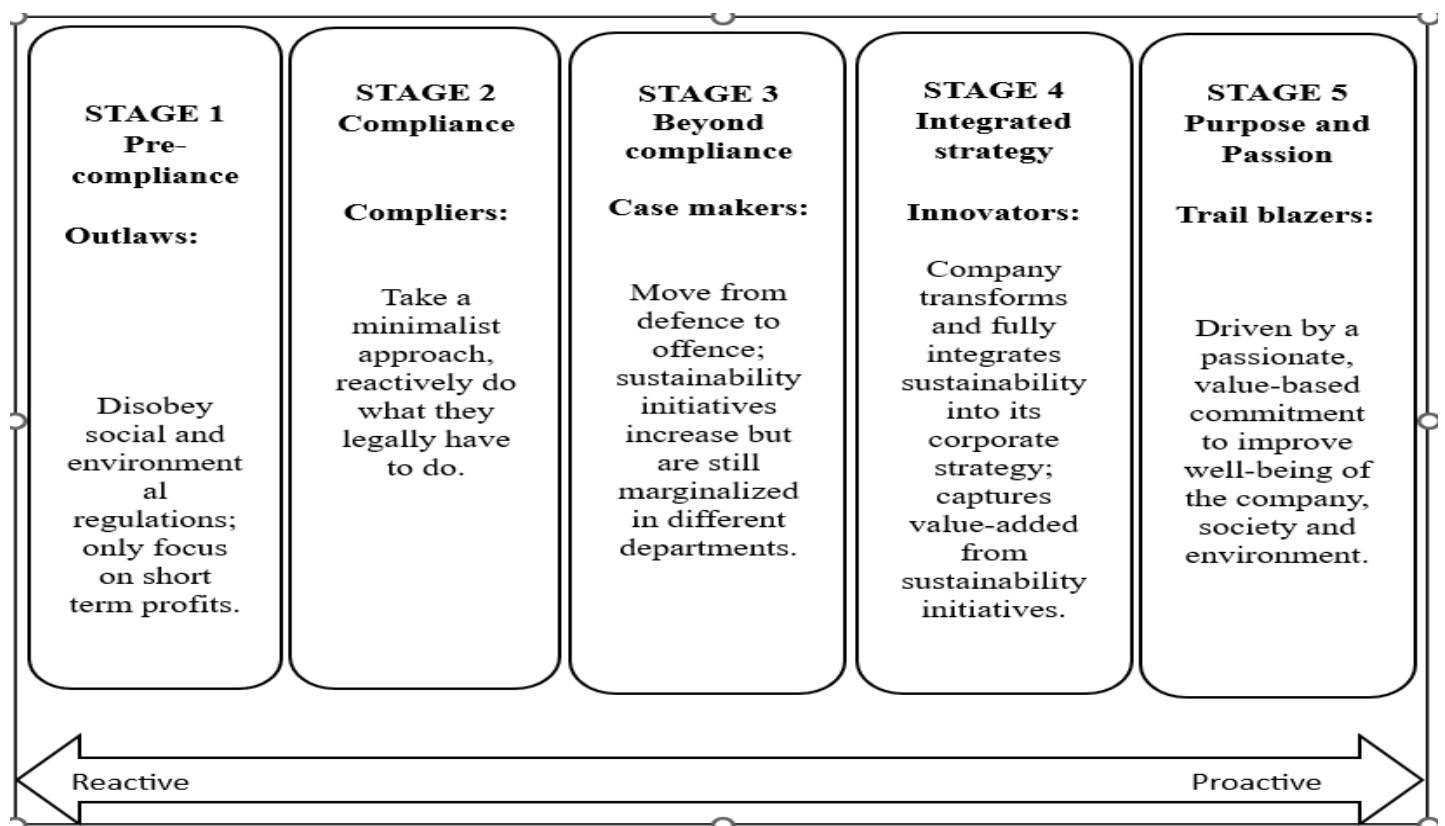 STAGE 1
Pre-
compliance
Outlaws:
Disobey
social and
environment
al
regulations;
only focus
on short
term profits.
STAGE 2
Compliance
Compliers:
Take a
minimalist
approach,
reactively do
what they
legally have
to do.
STAGE 3
Beyond
compliance
Case makers:
Move from
defence to
offence;
sustainability
initiatives
increase but
are still
marginalized
in different
departments.
STAGE 4
Integrated
strategy
Innovators:
Company
transforms
and fully
integrates
sustainability
into its
corporate
strategy;
captures
value-added
from
sustainability
initiatives.
STAGE 5
Purpose and
Passion
Trail blazers:
Driven by a
passionate,
value-based
commitment
to improve
well-being of
the company,
society and
environment.
Reactive
Proactive